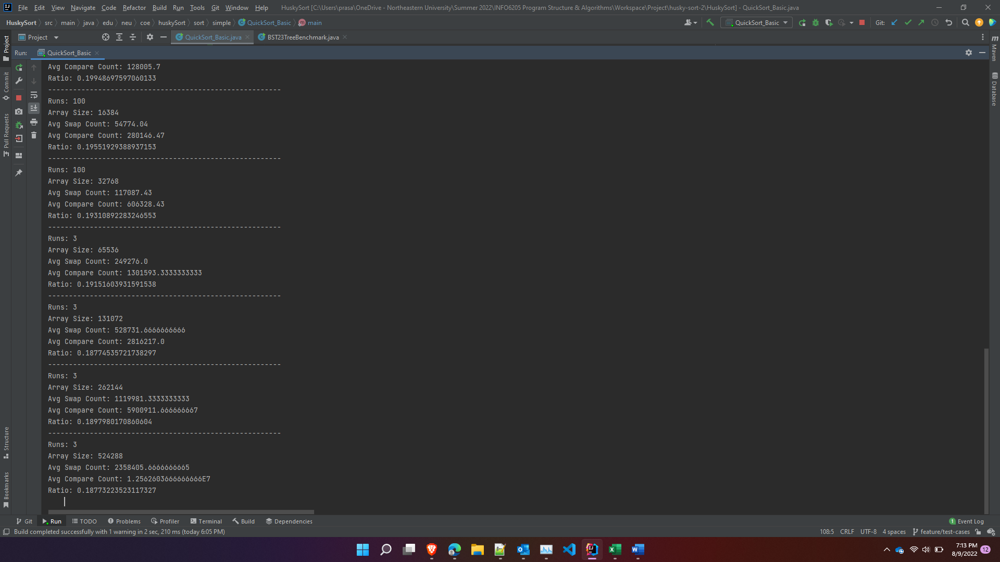 File Edit View Navigate Code Refactor Build Run Tools Git Window Help HuskySort [C:\Users\prasa\OneDrive - Northeastern University\Summer 2022\INFO6205 Program Structure & Algorithms\Workspace\Project\husky-sort-2\HuskySort] - QuickSort_Basic.java
HuskySort src main java edu neu coe huskySort sort simple QuickSort_Basic main QuickSort_Basic Git:
Project QuickSort_Basic.java BST23TreeBenchmark.java
Run: QuickSort_Basic
Avg Compare Count: 128005.7
Ratio: 0.19948697597060133
--------------------------------------------------------
Runs: 100
Array Size: 16384
Avg Swap Count: 54774.04
Avg Compare Count: 280146.47
Ratio: 0.19551929388937153
--------------------------------------------------------
Runs: 100
Array Size: 32768
Avg Swap Count: 117087.43
Avg Compare Count: 606328.43
Ratio: 0.19310892283246553
--------------------------------------------------------
Runs: 3
Array Size: 65536
Avg Swap Count: 249276.0
Avg Compare Count: 1301593.3333333333
Ratio: 0.19151603931591538
--------------------------------------------------------
Runs: 3
Array Size: 131072
Avg Swap Count: 528731.6666666666
Avg Compare Count: 2816217.0
Ratio: 0.18774535721738297
--------------------------------------------------------
Runs: 3
Array Size: 262144
Avg Swap Count: 1119981.3333333333
Avg Compare Count: 5900911.666666667
Ratio: 0.1897980170860604
--------------------------------------------------------
Runs: 3
Array Size: 524288
Avg Swap Count: 2358405.6666666665
Avg Compare Count: 1.2562603666666666E7
Ratio: 0.18773223523117327
Project
Commit
Pull Requests
Structure
Bookmarks
Maven
Database
Git Run TODO Problems Profiler Terminal Build Dependencies 1 Event Log
Build completed successfully with 1 warning in 2 sec, 210 ms (today 6:05 PM) 108:5 CRLF UTF-8 4 spaces feature/test-cases
7:13 PM
8/9/2022 12